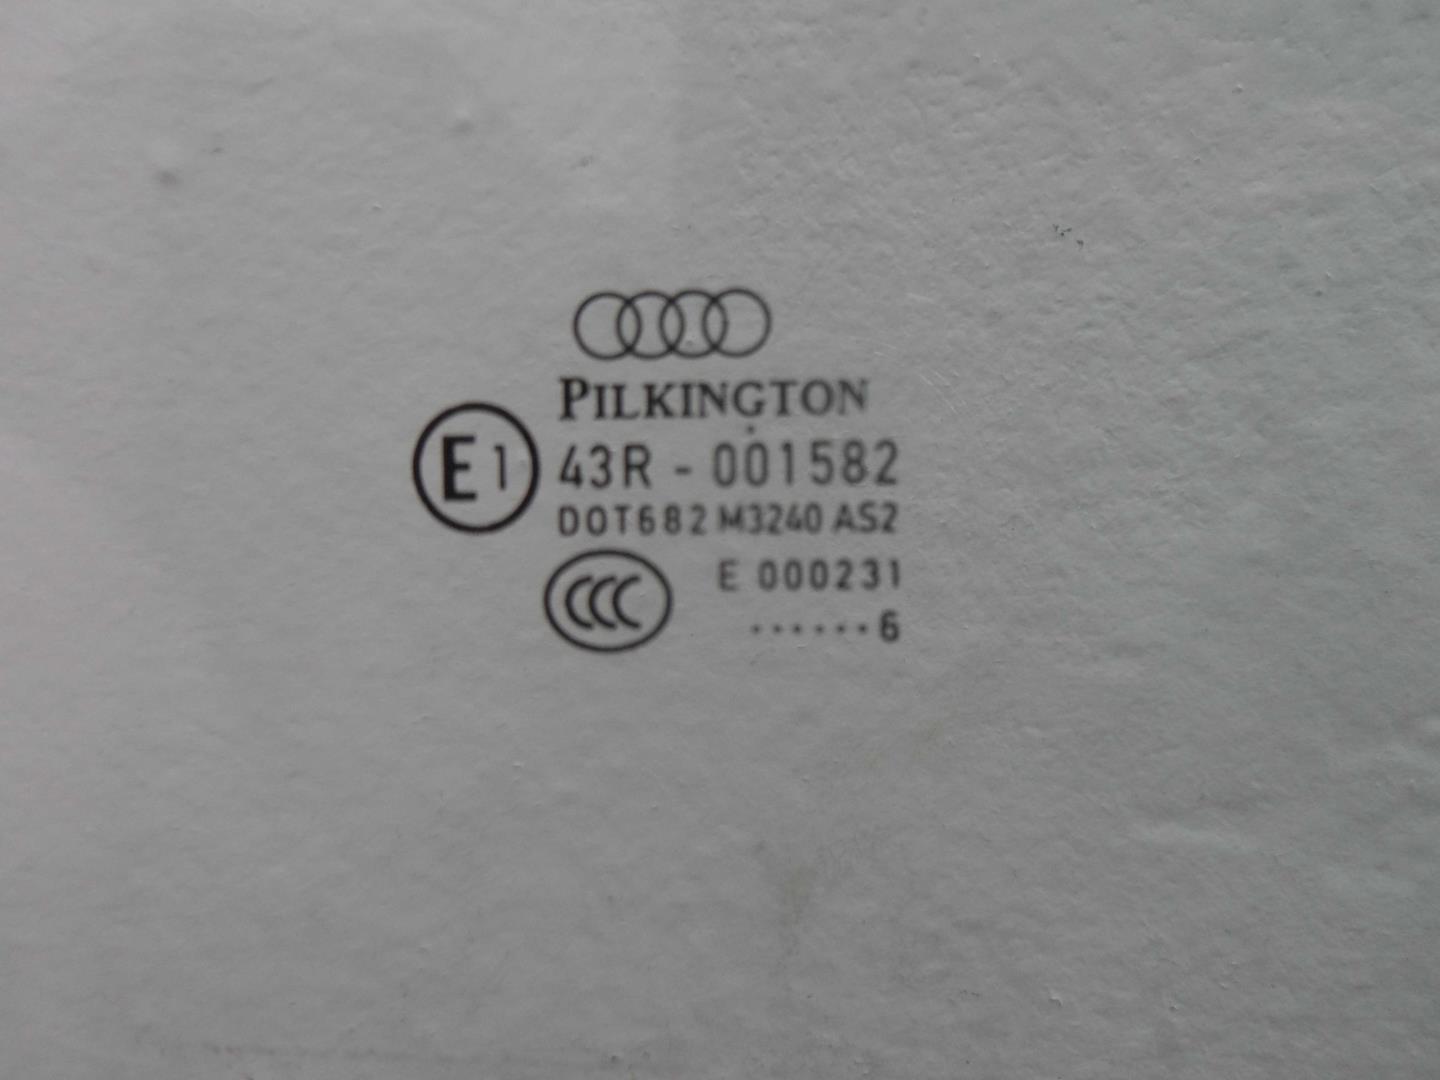 PILKINGTON
E1 43R - 001582
DOT682 M3240 AS2
CCC E 000231
......6